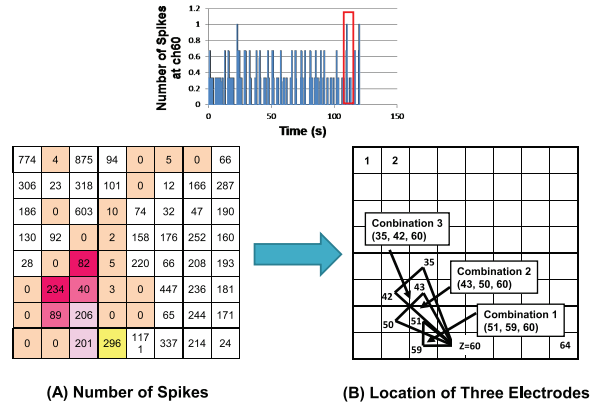 Number of Spikes
at ch60
1.2
1
0.8
0.6
0.4
0.2
0
0 50 100 150
Time (s)
774 4 875 94 0 5 0 66
306 23 318 101 0 12 166 287
186 0 603 10 74 32 47 190
130 92 0 2 158 176 252 160
28 0 82 5 220 66 208 193
0 234 40 3 0 447 236 181
0 89 206 0 0 65 244 171
0 0 201 296 117 337 214 24
1
(A) Number of Spikes
1 2
Conbination 3
(35, 42, 60)
35
Conbination 2
(43, 50, 60)
43
42
Conbination 1
(51, 59, 60)
50
51
59
Z=60
64
(B) Location of Three Electrodes